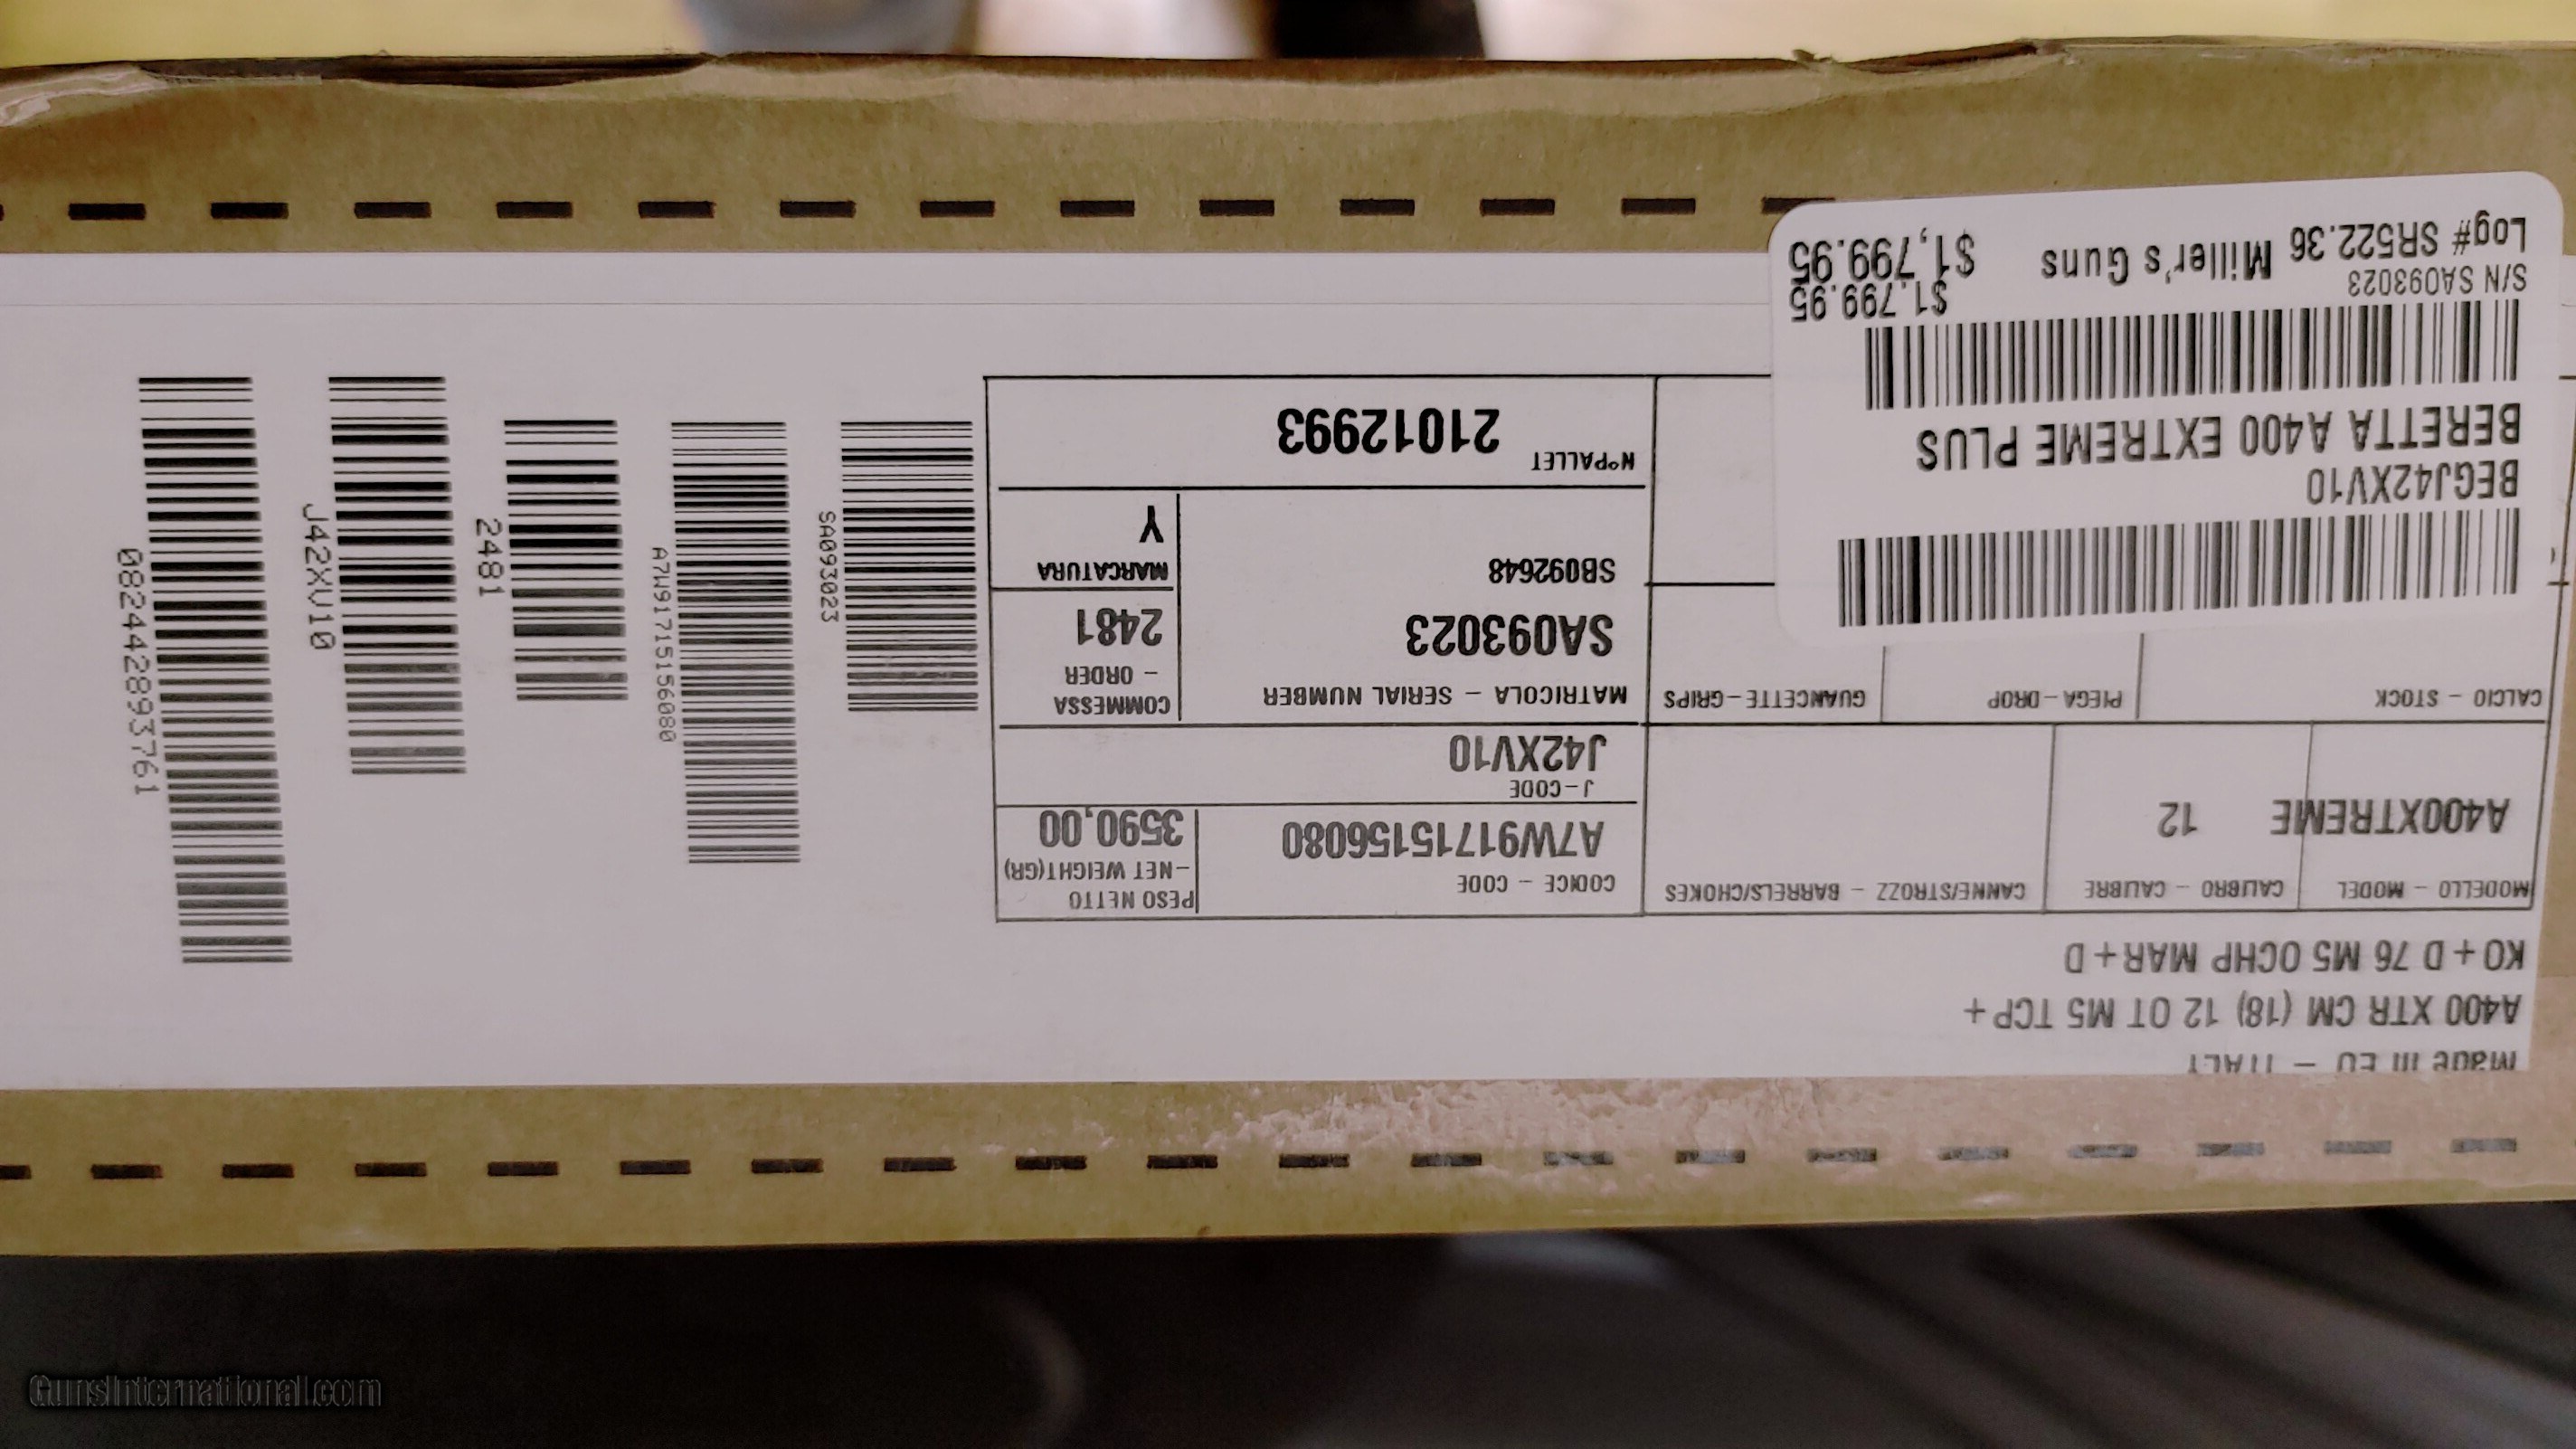 Made in EU - ITALY
A400 XTR CM (18) 12 OT M5 TCP+
KO+D 76 M5 OCHP MAR+D
MODELLO - MODEL
A400XTREME
CALIBRO - CALIBRE
12
CANNE/STROZZ - BARRELS/CHOKES
CODICE - CODE
A7W91715156080
PESO NETTO
-NET WEIGHT(GR)
3590,00
J-CODE
J42XV10
CALCIO - STOCK
PIEGA-DROP
GUANCETTE-GRIPS
MATRICOLA - SERIAL NUMBER
SA093023
SB092648
COMMESSA
- ORDER
2481
MARCATURA
Y
N°PALLET
21012993
SA093023
A7W91715156080
2481
J42XV10
082442893761
BEGJ42XV10
BERETTA A400 EXTREME PLUS
S/N SA093023
$1,799.95
Log# SR522.36 Miller's Guns $1,799.95
GunsInternational.com